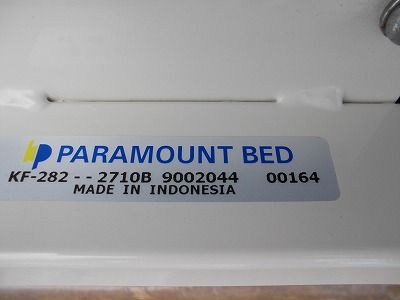 PARAMOUNT BED
KF-282 - - 2710B 9002044 00164
MADE IN INDONESIA